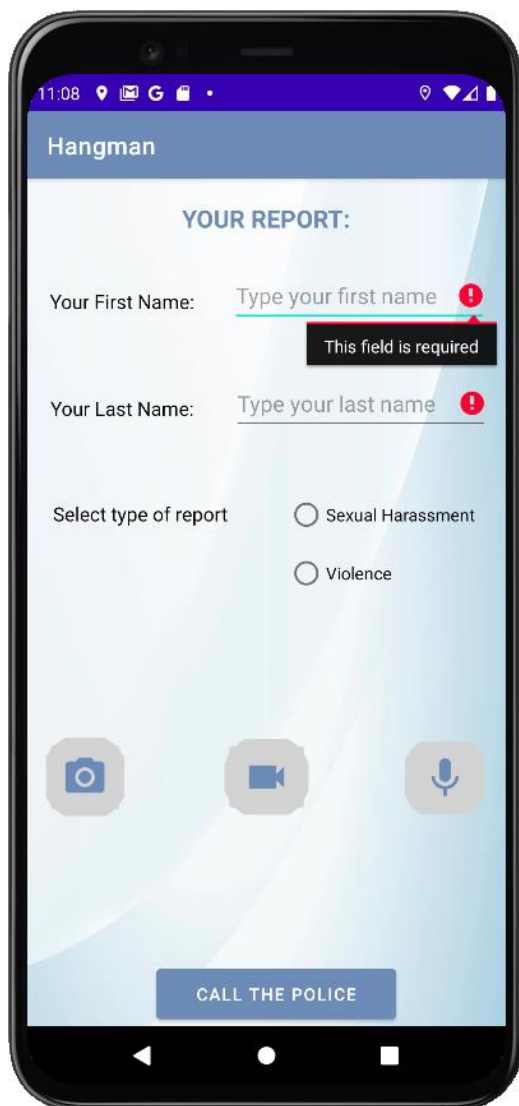 11:08
Hangman
YOUR REPORT:
Your First Name: Type your first name
This field is required
Your Last Name: Type your last name
Select type of report Sexual Harassment
Violence
CALL THE POLICE